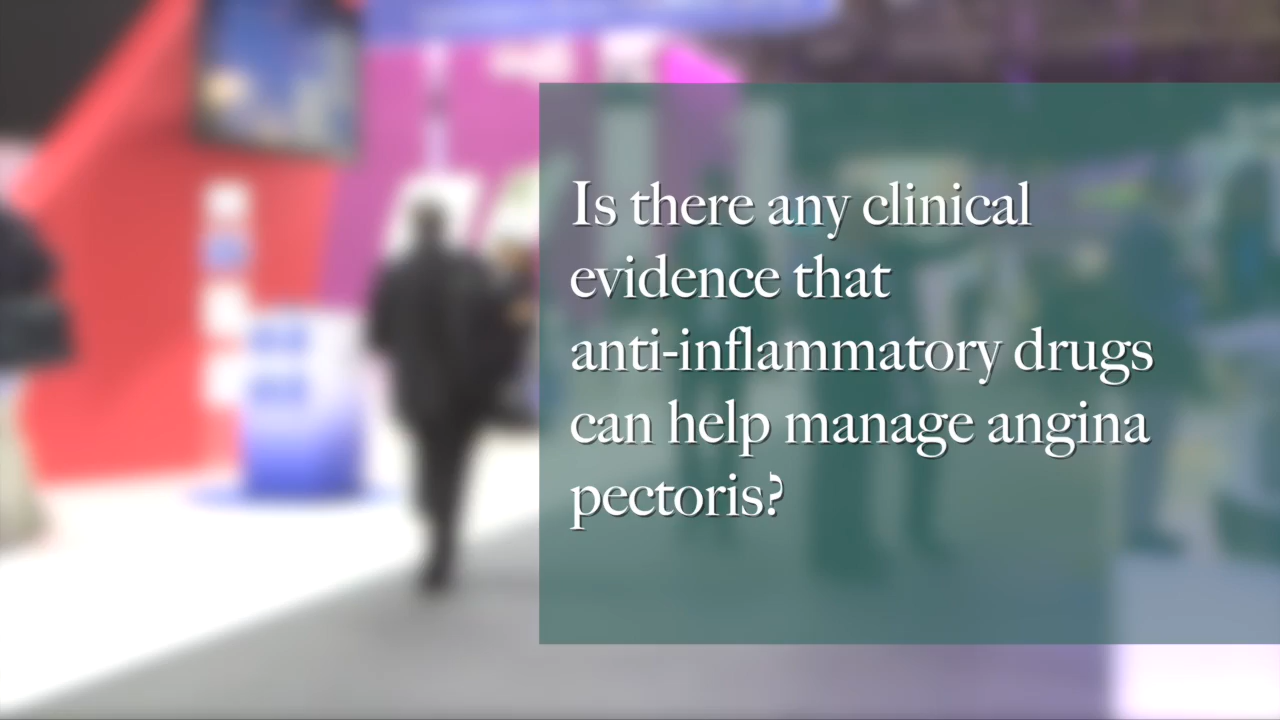 Is there any clinical
evidence that
anti-inflammatory drugs
can help manage angina
pectoris?